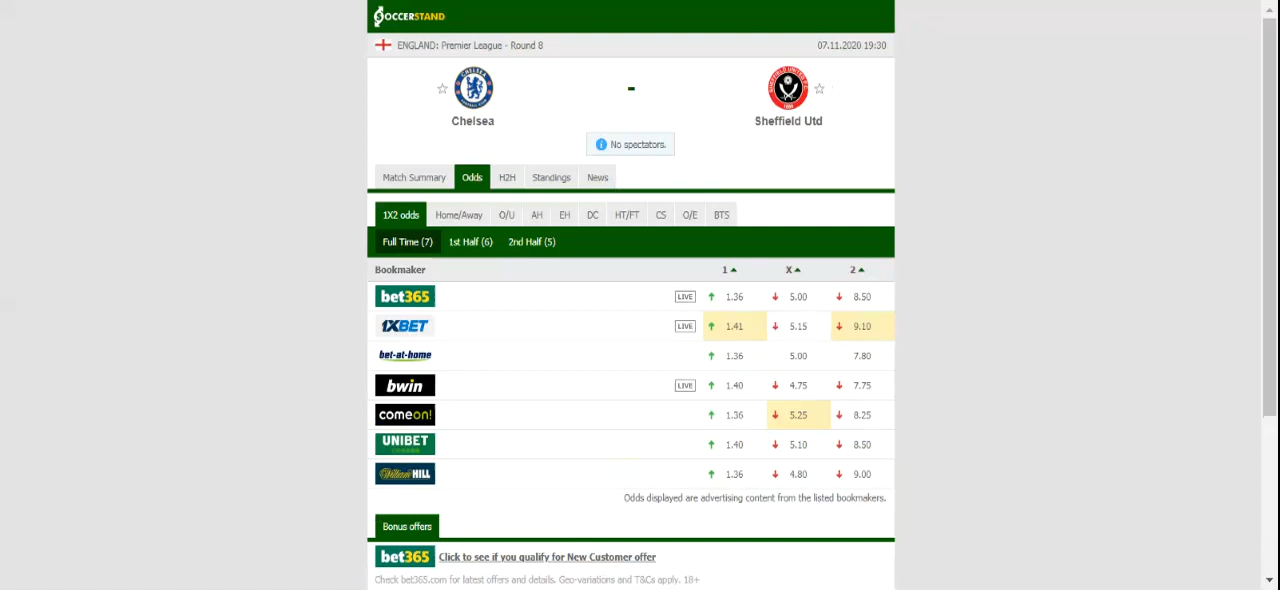 SOCCERSTAND
ENGLAND: Premier League - Round 8 07.11.2020 19:30
CHELSEA
SHEFFIELD UNITED F.C.
1889
-
Chelsea Sheffield Utd
No spectators.
Match Summary Odds H2H Standings News
1X2 odds Home/Away O/U AH EH DC HT/FT CS O/E BTS
Full Time (7) 1st Half (6) 2nd Half (5)
Bookmaker 1 X 2
bet365 LIVE 1.36 5.00 8.50
1XBET LIVE 1.41 5.15 9.10
bet-at-home 1.36 5.00 7.80
bwin LIVE 1.40 4.75 7.75
comeon! 1.36 5.25 8.25
UNIBET 1.40 5.10 8.50
William HILL 1.36 4.80 9.00
Odds displayed are advertising content from the listed bookmakers.
Bonus offers
bet365 Click to see if you qualify for New Customer offer
Check bet365.com for latest offers and details. Geo-variations and T&Cs apply. 18+